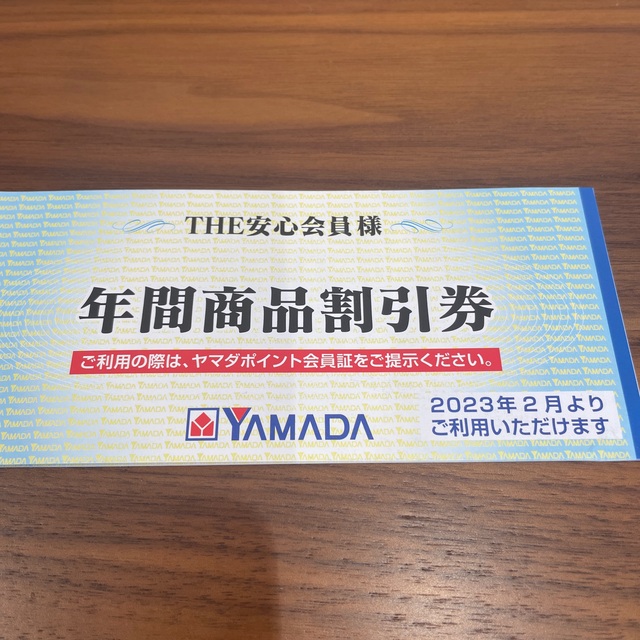 THE安心会員様
年間商品割引券
ご利用の際は、ヤマダポイント会員証をご提示ください。
YAMADA
2023年2月より
ご利用いただけます